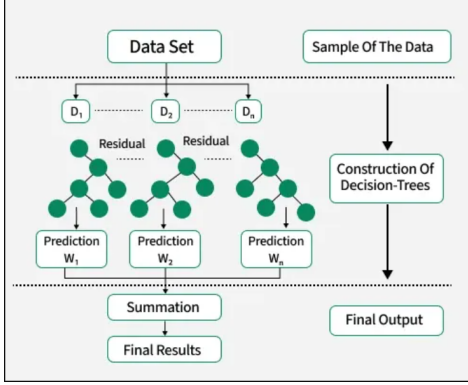 Data Set
Sample Of The Data
D₁ D₂ Dₙ
Residual Residual
Construction Of
Decision-Trees
Prediction Prediction Prediction
W₁ W₂ Wₙ
Summation
Final Output
Final Results